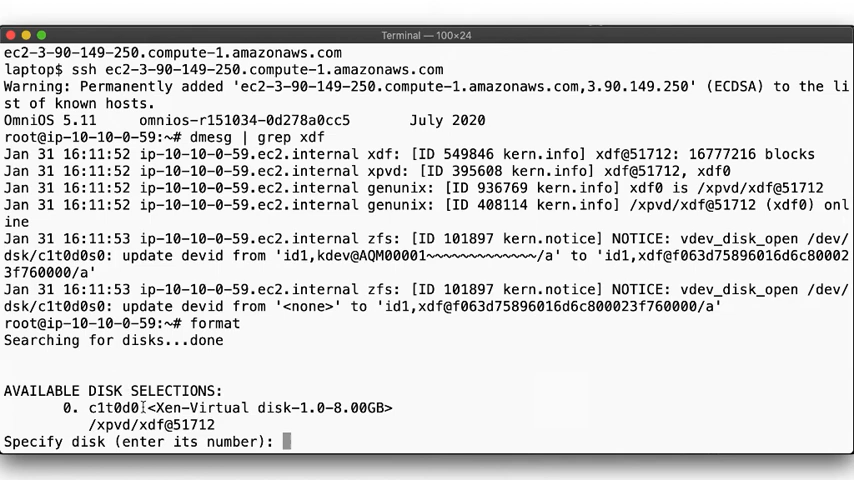 Terminal — 100×24
ec2-3-90-149-250.compute-1.amazonaws.com
laptop$ ssh ec2-3-90-149-250.compute-1.amazonaws.com
Warning: Permanently added 'ec2-3-90-149-250.compute-1.amazonaws.com,3.90.149.250' (ECDSA) to the li
st of known hosts.
OmniOS 5.11     omnios-r151034-0d278a0cc5       July 2020
root@ip-10-10-0-59:~# dmesg | grep xdf
Jan 31 16:11:52 ip-10-10-0-59.ec2.internal xdf: [ID 549846 kern.info] xdf@51712: 16777216 blocks
Jan 31 16:11:52 ip-10-10-0-59.ec2.internal xpvd: [ID 395608 kern.info] xdf@51712, xdf0
Jan 31 16:11:52 ip-10-10-0-59.ec2.internal genunix: [ID 936769 kern.info] xdf0 is /xpvd/xdf@51712
Jan 31 16:11:52 ip-10-10-0-59.ec2.internal genunix: [ID 408114 kern.info] /xpvd/xdf@51712 (xdf0) onl
ine
Jan 31 16:11:53 ip-10-10-0-59.ec2.internal zfs: [ID 101897 kern.notice] NOTICE: vdev_disk_open /dev/
dsk/c1t0d0s0: update devid from 'id1,kdev@AQM00001~~~~~~~~~~~~~/a' to 'id1,xdf@f063d75896016d6c80002
3f760000/a'
Jan 31 16:11:53 ip-10-10-0-59.ec2.internal zfs: [ID 101897 kern.notice] NOTICE: vdev_disk_open /dev/
dsk/c1t0d0s0: update devid from '<none>' to 'id1,xdf@f063d75896016d6c800023f760000/a'
root@ip-10-10-0-59:~# format
Searching for disks...done
AVAILABLE DISK SELECTIONS:
0. c1t0d0 <Xen-Virtual disk-1.0-8.00GB>
/xpvd/xdf@51712
Specify disk (enter its number):